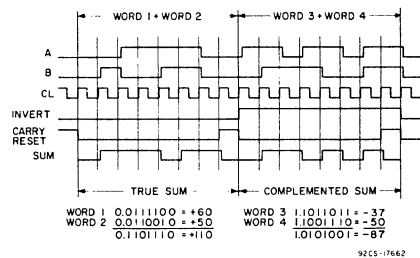 WORD 1 + WORD 2 WORD 3 + WORD 4
A
B
CL
INVERT
CARRY
RESET
SUM
TRUE SUM COMPLEMENTED SUM
WORD 1 0.0111100 = +60 WORD 3 1.1011011 = -37
WORD 2 0.0110010 = +50 WORD 4 1.1001110 = -50
0.1101110 = +110 1.0101001 = -87
92CS-17662